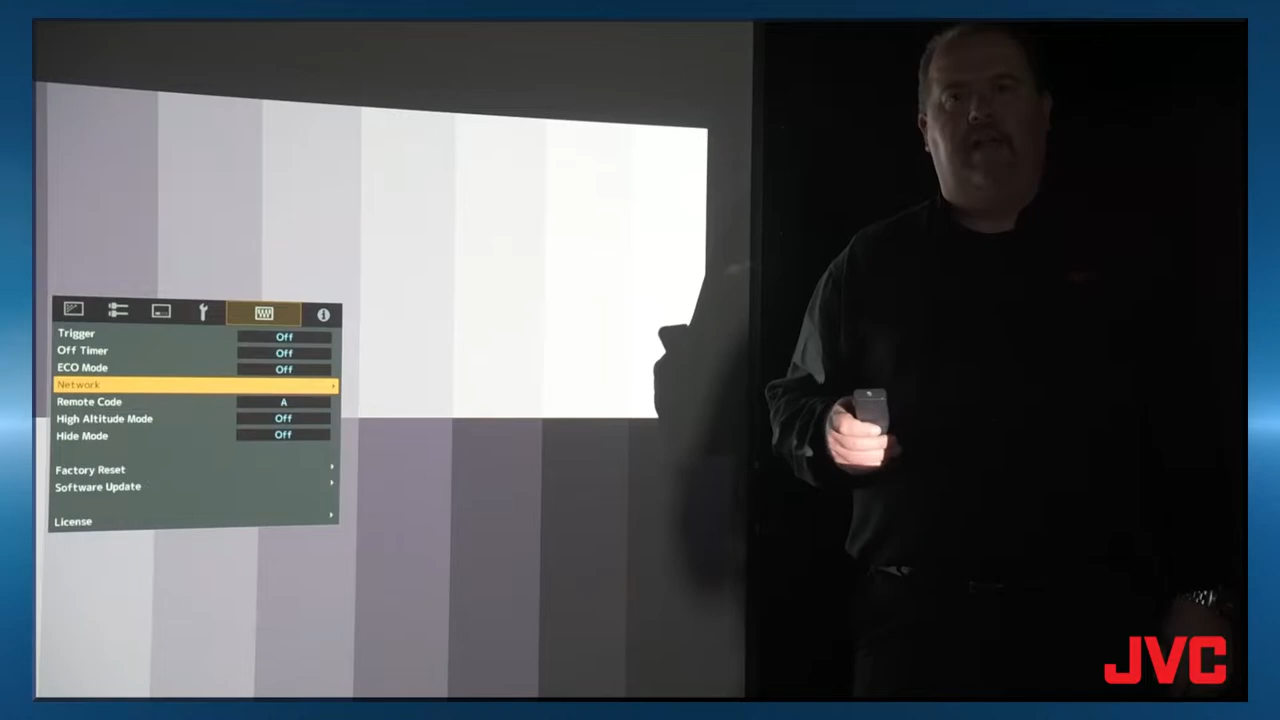 Trigger Off
Off Timer Off
ECO Mode Off
Network
Remote Code A
High Altitude Mode Off
Hide Mode Off
Factory Reset
Software Update
License
JVC